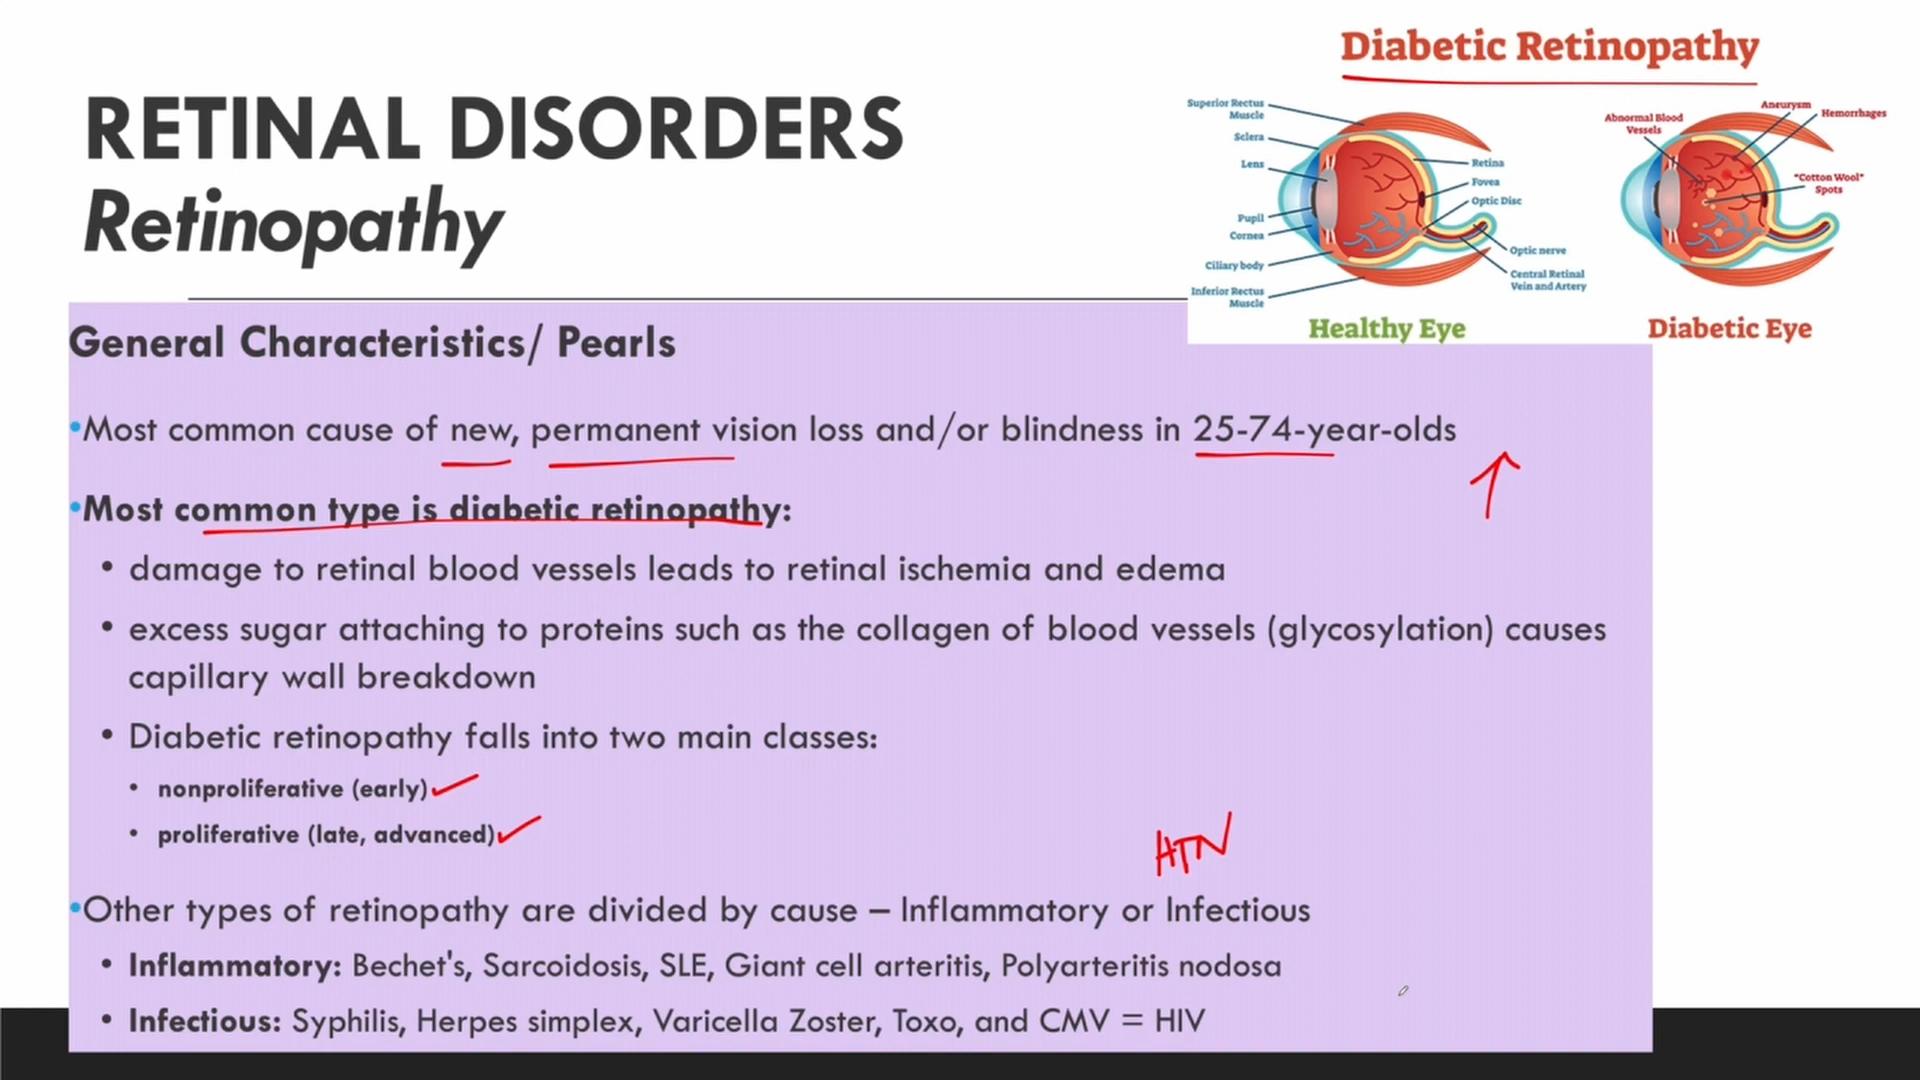 Diabetic Retinopathy
RETINAL DISORDERS
Retinopathy
Superior Rectus
Muscle
Sclera
Lens
Pupil
Cornea
Ciliary body
Inferior Rectus
Muscle
Retina
Fovea
Optic Disc
Optic nerve
Central Retinal
Vein and Artery
Healthy Eye
Abnormal Blood
Vessels
Aneurysm
Hemorrhages
"Cotton Wool"
Spots
Diabetic Eye
General Characteristics/ Pearls
•Most common cause of new, permanent vision loss and/or blindness in 25-74-year-olds
•Most common type is diabetic retinopathy:
• damage to retinal blood vessels leads to retinal ischemia and edema
• excess sugar attaching to proteins such as the collagen of blood vessels (glycosylation) causes
capillary wall breakdown
• Diabetic retinopathy falls into two main classes:
• nonproliferative (early)
• proliferative (late, advanced)
HTN
•Other types of retinopathy are divided by cause – Inflammatory or Infectious
• Inflammatory: Bechet's, Sarcoidosis, SLE, Giant cell arteritis, Polyarteritis nodosa
• Infectious: Syphilis, Herpes simplex, Varicella Zoster, Toxo, and CMV = HIV